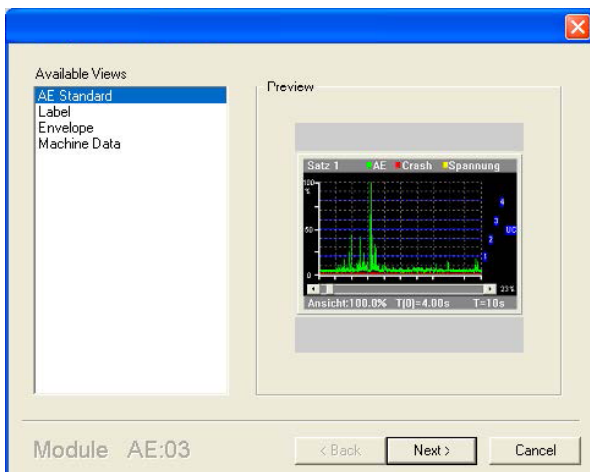 Available Views
AE Standard
Label
Envelope
Machine Data
Preview
Satz 1 AE Crash Spannung
100
%
50
0
4
3
2
1
UC
23%
Ansicht:100.0% T[0]=4.00s T=10s
Module AE:03
< Back
Next >
Cancel